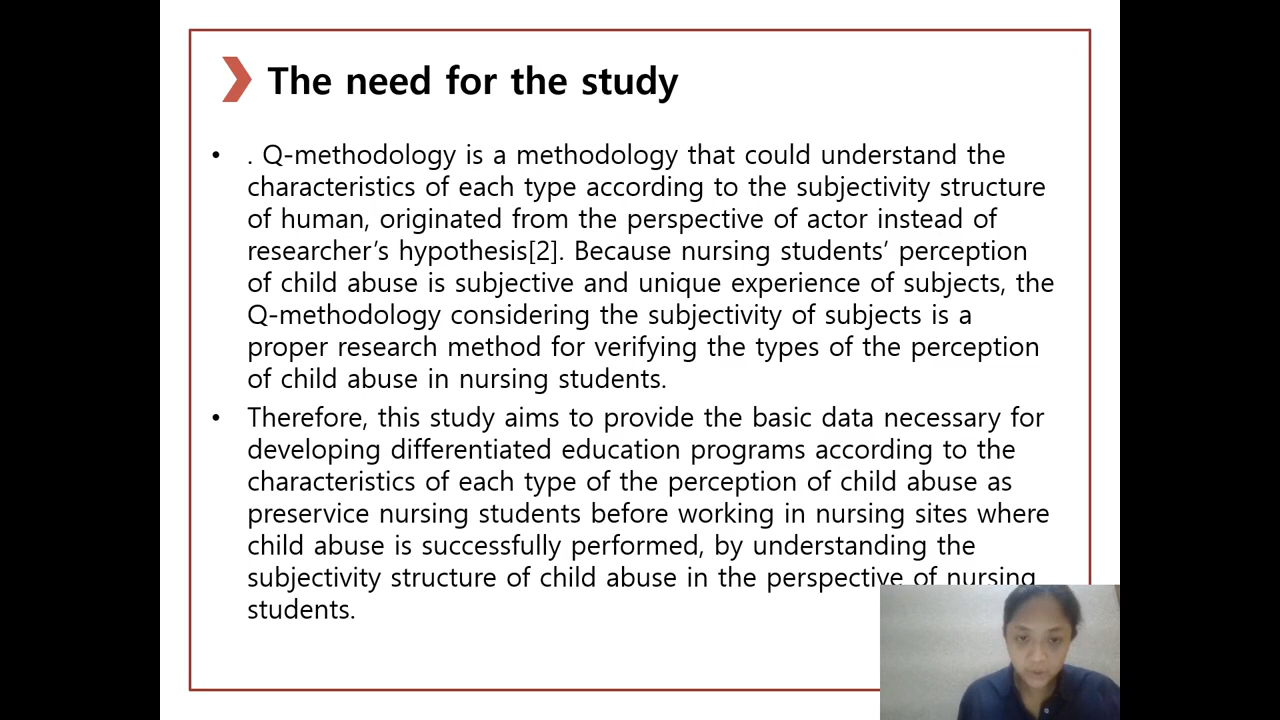 The need for the study
• . Q-methodology is a methodology that could understand the
characteristics of each type according to the subjectivity structure
of human, originated from the perspective of actor instead of
researcher’s hypothesis[2]. Because nursing students’ perception
of child abuse is subjective and unique experience of subjects, the
Q-methodology considering the subjectivity of subjects is a
proper research method for verifying the types of the perception
of child abuse in nursing students.
• Therefore, this study aims to provide the basic data necessary for
developing differentiated education programs according to the
characteristics of each type of the perception of child abuse as
preservice nursing students before working in nursing sites where
child abuse is successfully performed, by understanding the
subjectivity structure of child abuse in the perspective of nursing
students.